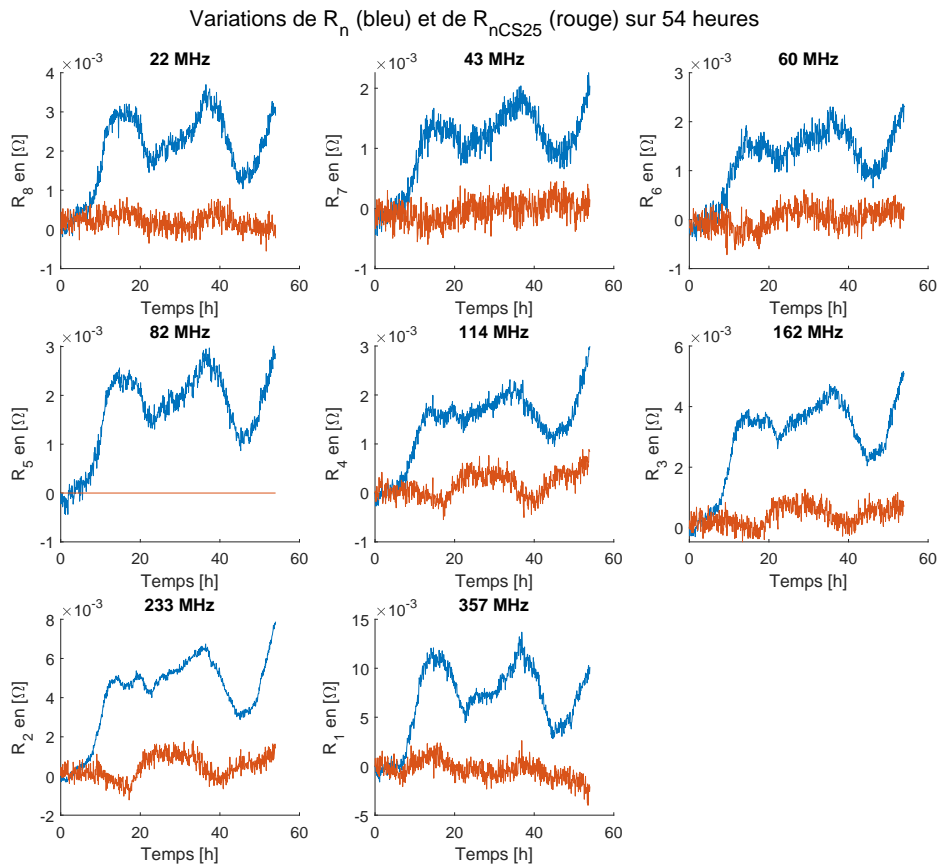 Variations de Rn (bleu) et de RnCS25 (rouge) sur 54 heures
×10-3 22 MHz
4
3
2
1
0
-1
R8 en [Ω]
0 20 40 60
Temps [h]
×10-3 43 MHz
2
1
0
-1
R7 en [Ω]
0 20 40 60
Temps [h]
×10-3 60 MHz
3
2
1
0
-1
R6 en [Ω]
0 20 40 60
Temps [h]
×10-3 82 MHz
3
2
1
0
-1
R5 en [Ω]
0 20 40 60
Temps [h]
×10-3 114 MHz
3
2
1
0
-1
R4 en [Ω]
0 20 40 60
Temps [h]
×10-3 162 MHz
6
4
2
0
R3 en [Ω]
0 20 40 60
Temps [h]
×10-3 233 MHz
8
6
4
2
0
-2
R2 en [Ω]
0 20 40 60
Temps [h]
×10-3 357 MHz
15
10
5
0
-5
R1 en [Ω]
0 20 40 60
Temps [h]